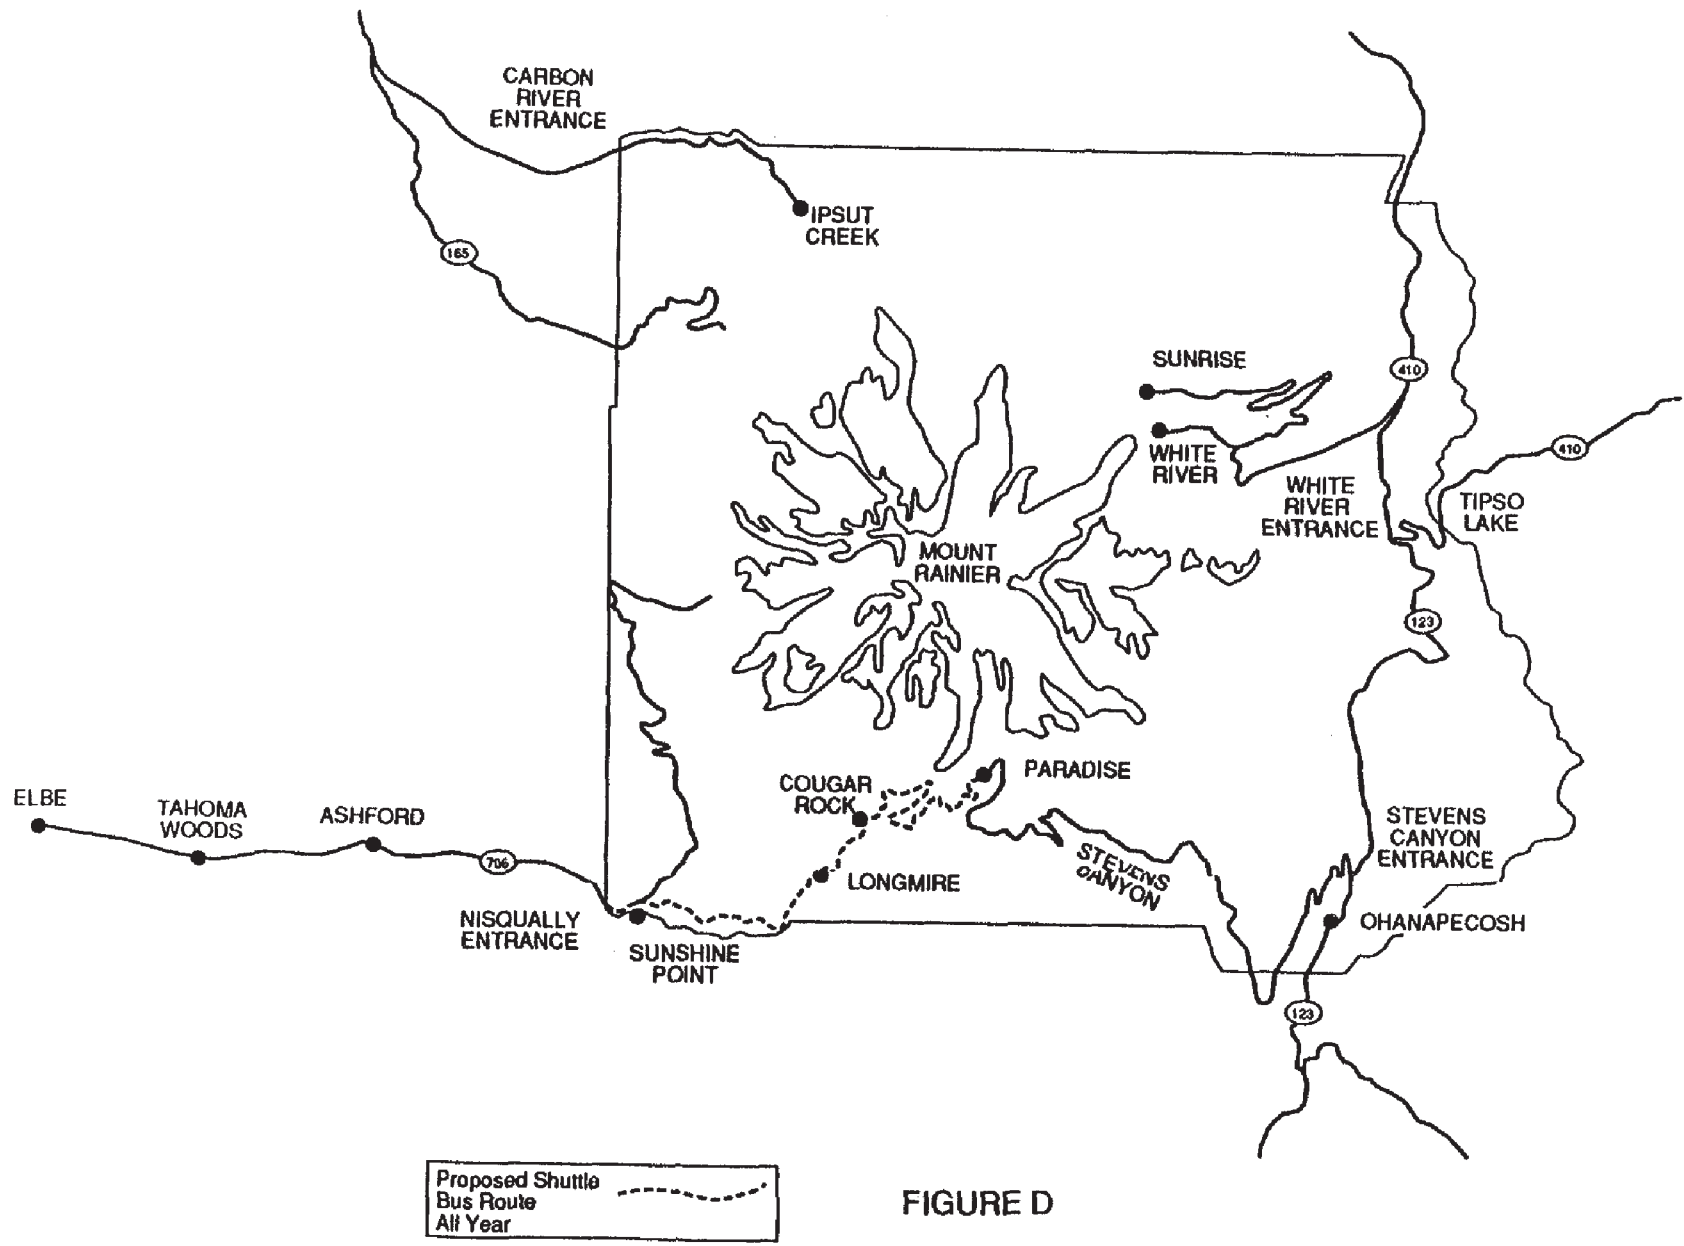 CARBON
RIVER
ENTRANCE
IPSUT
CREEK
165
SUNRISE
410
WHITE
RIVER
410
WHITE
RIVER
ENTRANCE
TIPSO
LAKE
MOUNT
RAINIER
123
PARADISE
COUGAR
ROCK
ELBE
TAHOMA
WOODS
ASHFORD
706
STEVENS
CANYON
ENTRANCE
STEVENS
CANYON
LONGMIRE
NISQUALLY
ENTRANCE
SUNSHINE
POINT
OHANAPECOSH
123
Proposed Shuttle
Bus Route
All Year
FIGURE D